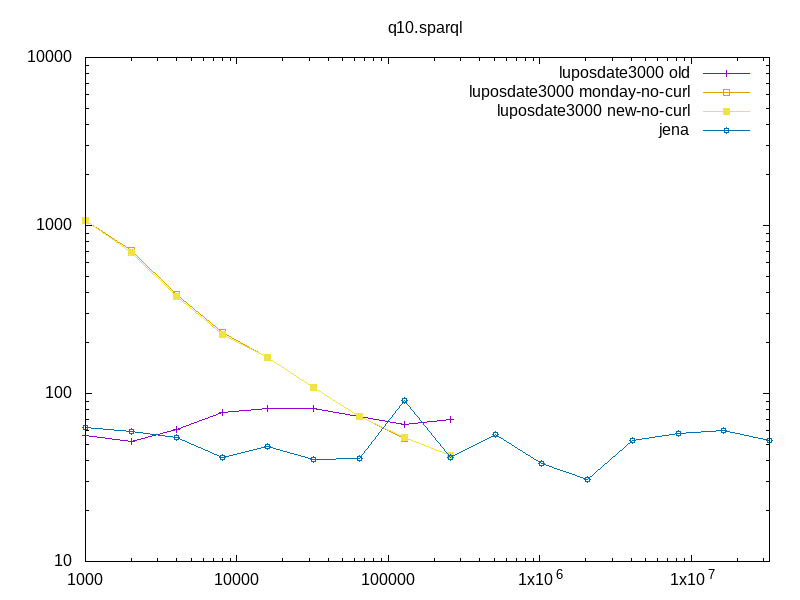 q10.sparql
10000
1000
100
10
luposdate3000 old
luposdate3000 monday-no-curl
luposdate3000 new-no-curl
jena
1000 10000 100000 1x10^6 1x10^7